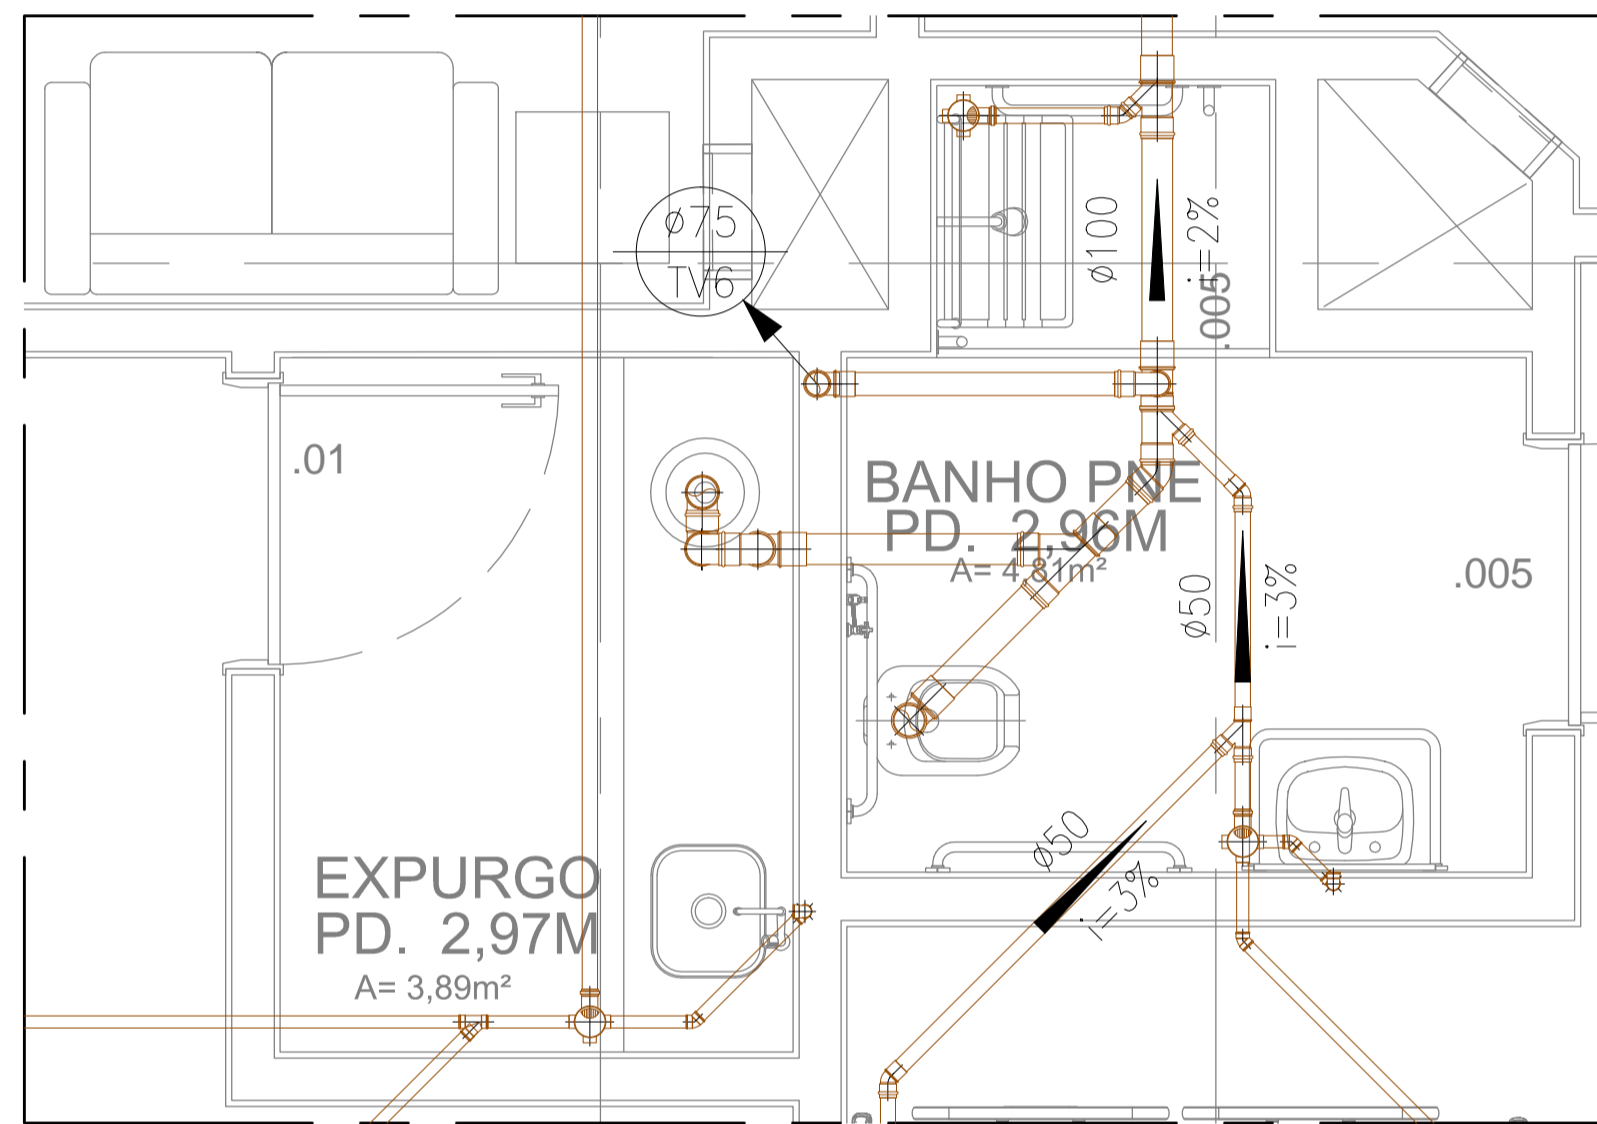 ø75
TV6
ø100
i=2%
.005
.01
BANHO PNE
PD. 2,96M
A= 4,81m²
ø50
i=3%
.005
ø50
i=3%
EXPURGO
PD. 2,97M
A= 3,89m²